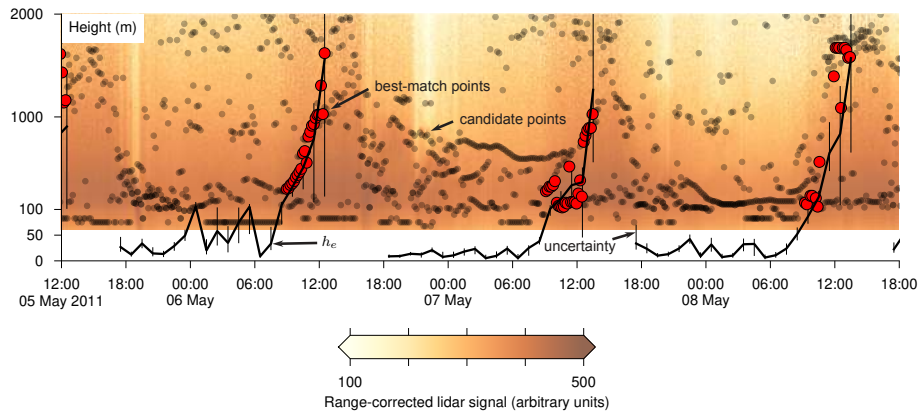 2000
Height (m)
best-match points
1000
candidate points
100
50
h_e
uncertainty
0
12:00 18:00 00:00 06:00 12:00 18:00 00:00 06:00 12:00 18:00 00:00 06:00 12:00 18:00
05 May 2011 06 May 07 May 08 May
100 500
Range-corrected lidar signal (arbitrary units)